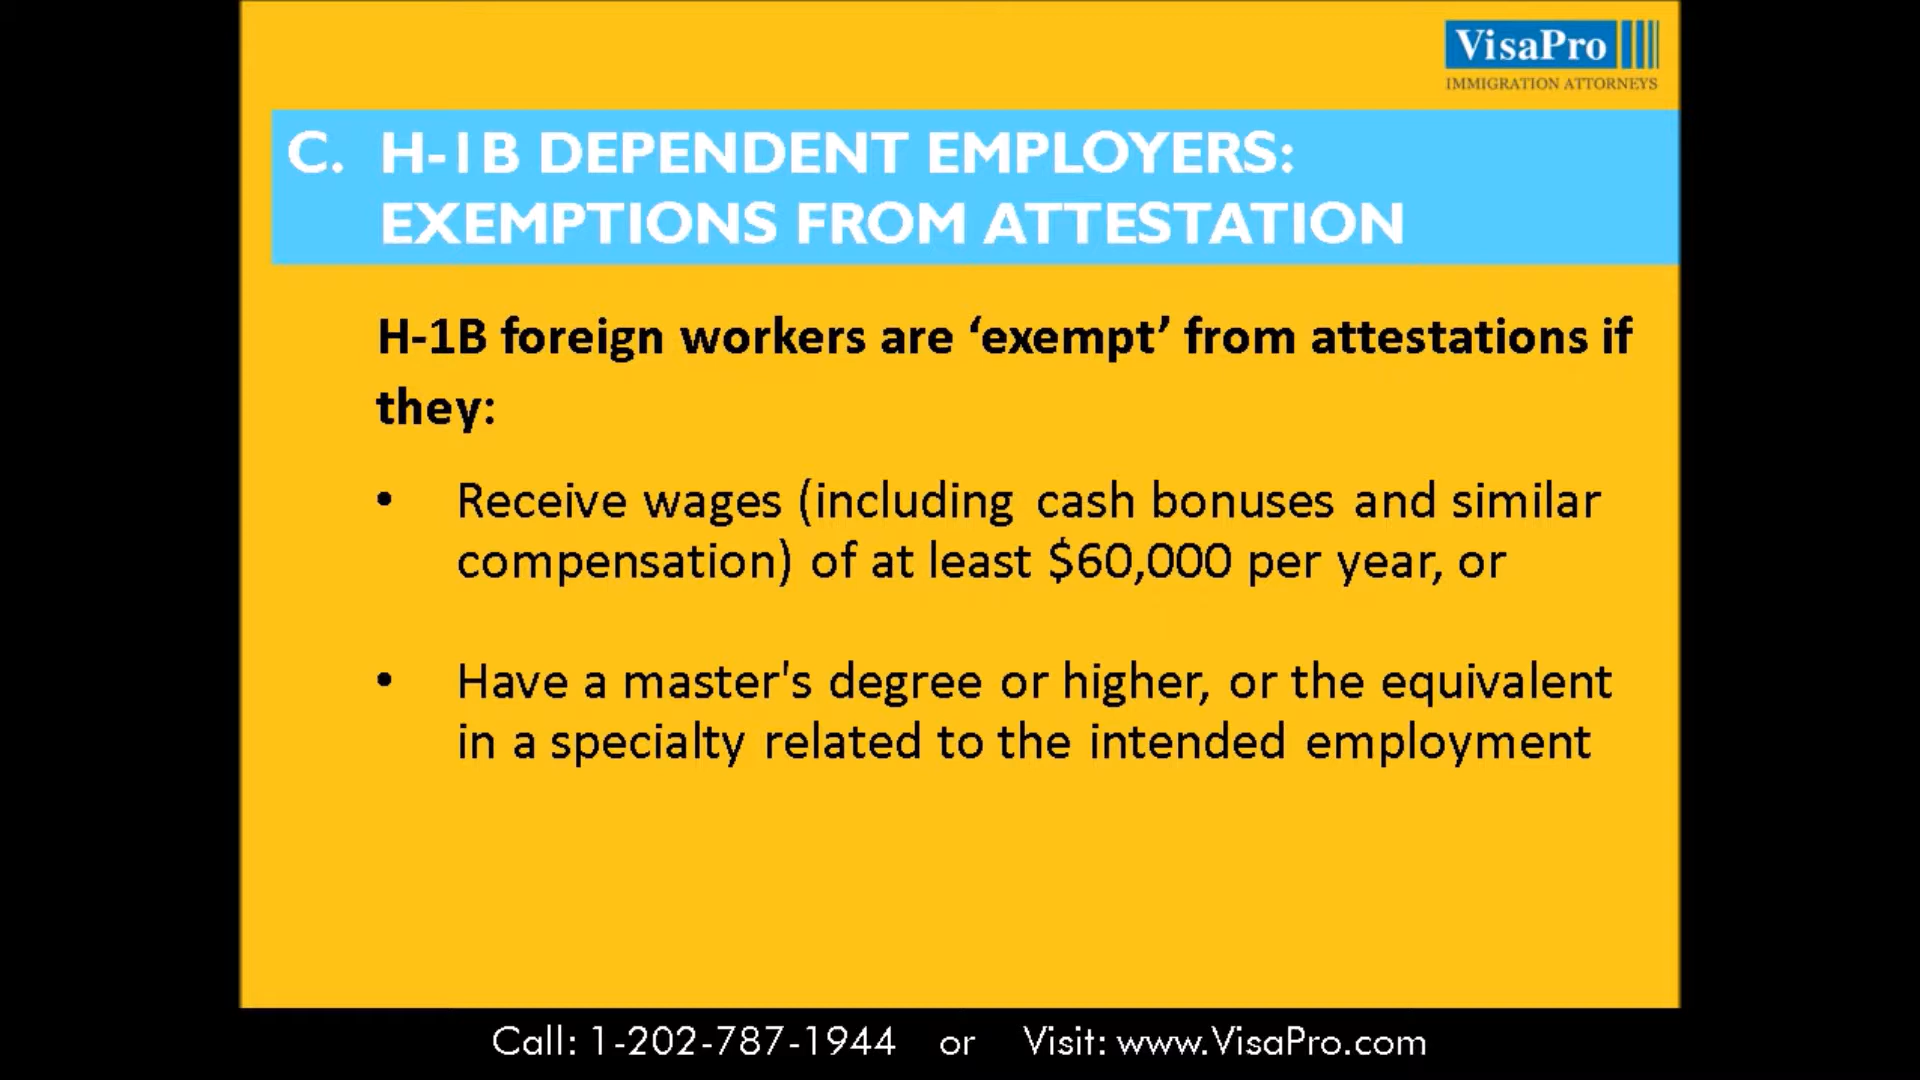 VisaPro
IMMIGRATION ATTORNEYS
C. H-1B DEPENDENT EMPLOYERS:
EXEMPTIONS FROM ATTESTATION
H-1B foreign workers are ‘exempt’ from attestations if
they:
• Receive wages (including cash bonuses and similar
compensation) of at least $60,000 per year, or
• Have a master's degree or higher, or the equivalent
in a specialty related to the intended employment
Call: 1-202-787-1944 or Visit: www.VisaPro.com